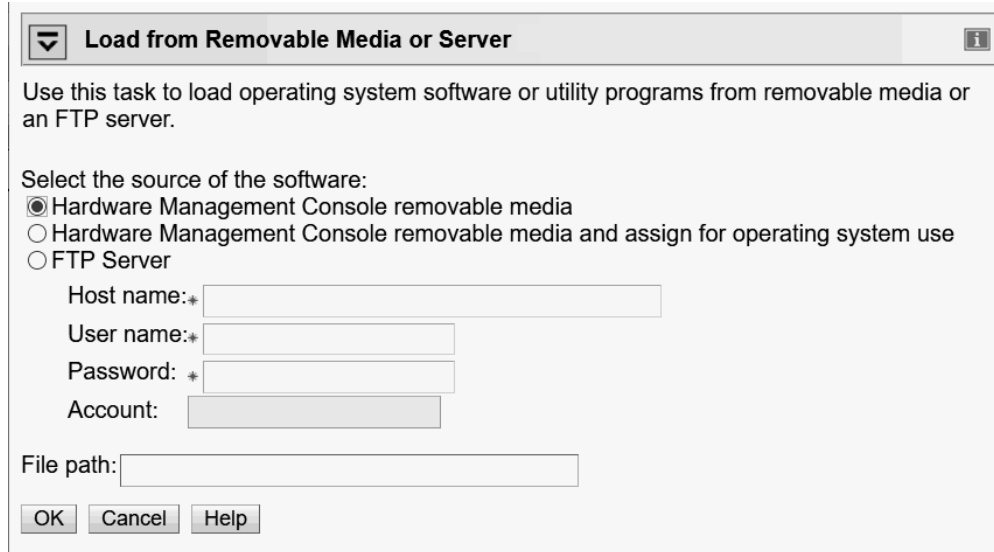 Load from Removable Media or Server
Use this task to load operating system software or utility programs from removable media or
an FTP server.
Select the source of the software:
Hardware Management Console removable media
Hardware Management Console removable media and assign for operating system use
FTP Server
Host name:*
User name:*
Password: *
Account:
File path:
OK Cancel Help